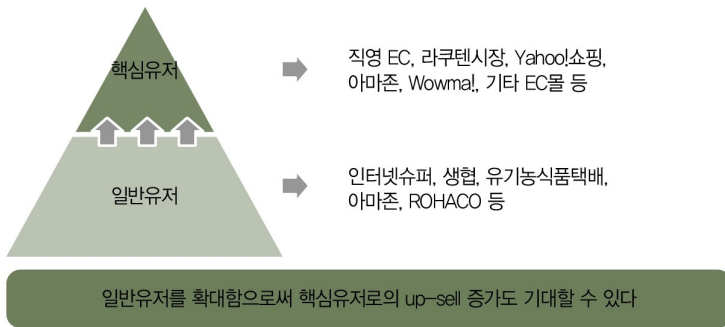 핵심유저
직영 EC, 라쿠텐시장, Yahoo!쇼핑,
아마존, Wowma!, 기타 EC몰 등
일반유저
인터넷슈퍼, 생협, 유기농식품택배,
아마존, ROHACO 등
일반유저를 확대함으로써 핵심유저로의 up-sell 증가도 기대할 수 있다